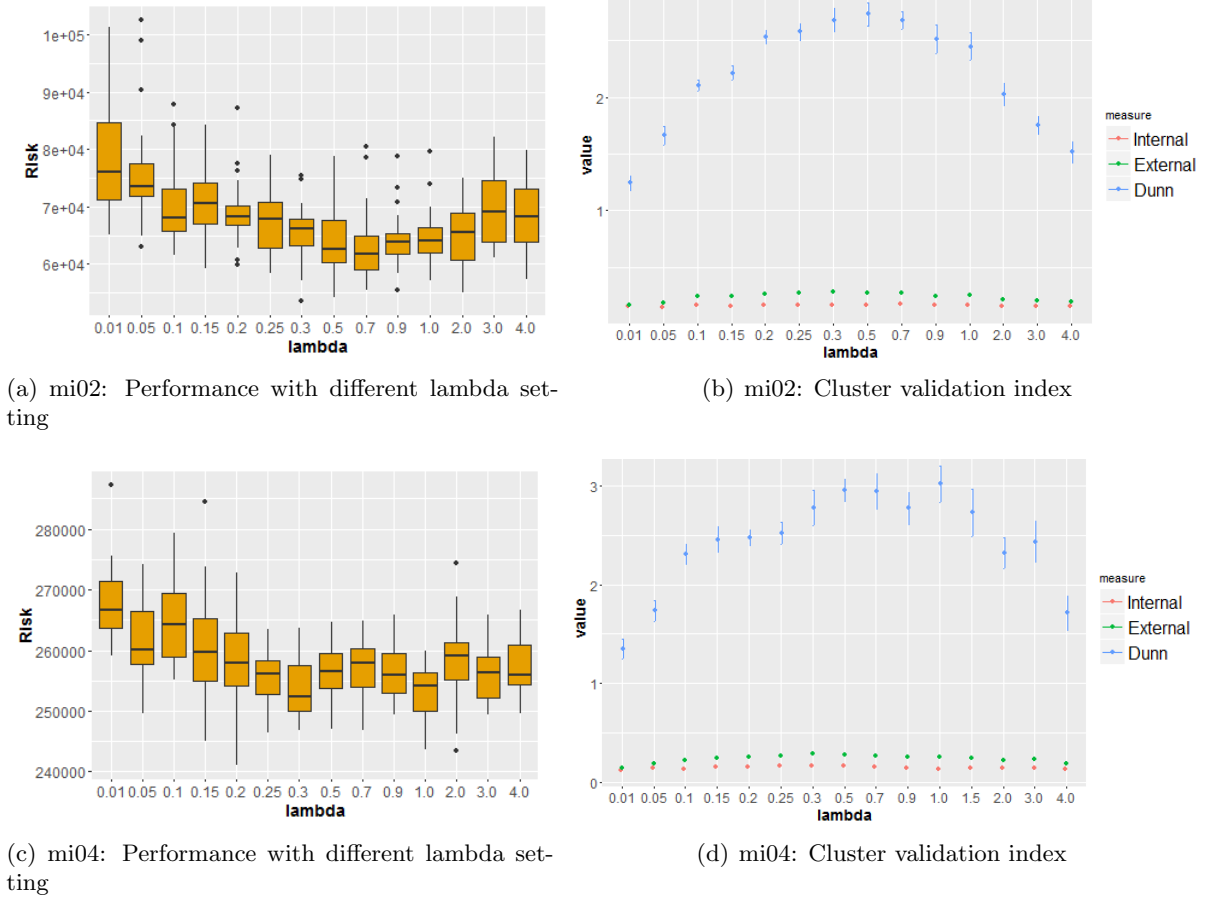 1e+05
9e+04
8e+04
7e+04
6e+04
Risk
0.01 0.05 0.1 0.15 0.2 0.25 0.3 0.5 0.7 0.9 1.0 2.0 3.0 4.0
lambda
(a) mi02: Performance with different lambda set-
ting
2
1
value
0.01 0.05 0.1 0.15 0.2 0.25 0.3 0.5 0.7 0.9 1.0 2.0 3.0 4.0
lambda
measure
Internal
External
Dunn
(b) mi02: Cluster validation index
280000
270000
260000
250000
240000
Risk
0.01 0.05 0.1 0.15 0.2 0.25 0.3 0.5 0.7 0.9 1.0 2.0 3.0 4.0
lambda
(c) mi04: Performance with different lambda set-
ting
3
2
1
0
value
0.01 0.05 0.1 0.15 0.2 0.25 0.3 0.5 0.7 0.9 1.0 1.5 2.0 3.0 4.0
lambda
measure
Internal
External
Dunn
(d) mi04: Cluster validation index